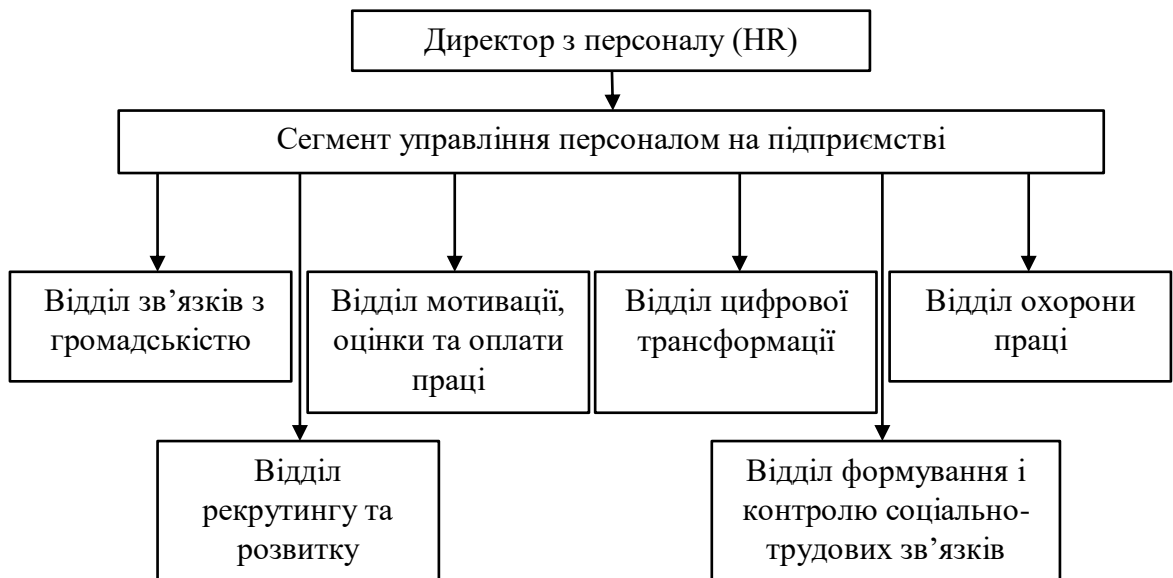 Директор з персоналу (HR)
Сегмент управління персоналом на підприємстві
Відділ зв’язків з
громадськістю
Відділ мотивації,
оцінки та оплати
праці
Відділ цифрової
трансформації
Відділ охорони
праці
Відділ
рекрутингу та
розвитку
Відділ формування і
контролю соціально-
трудових зв’язків